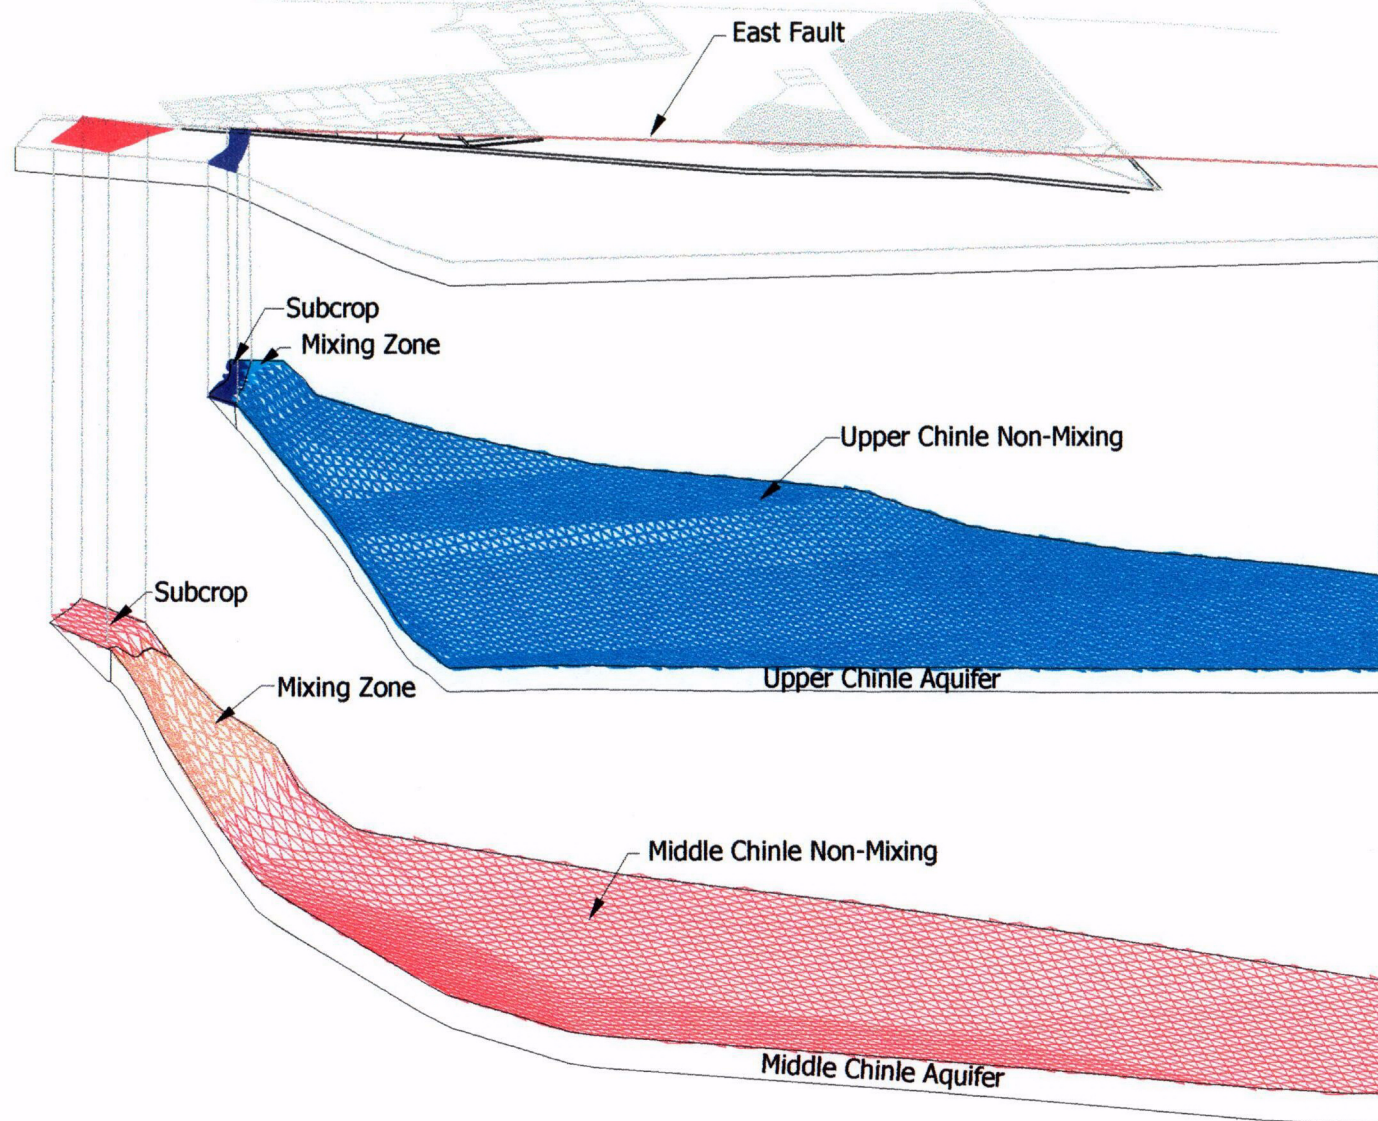 East Fault
Subcrop
Mixing Zone
Upper Chinle Non-Mixing
Upper Chinle Aquifer
Subcrop
Mixing Zone
Middle Chinle Non-Mixing
Middle Chinle Aquifer